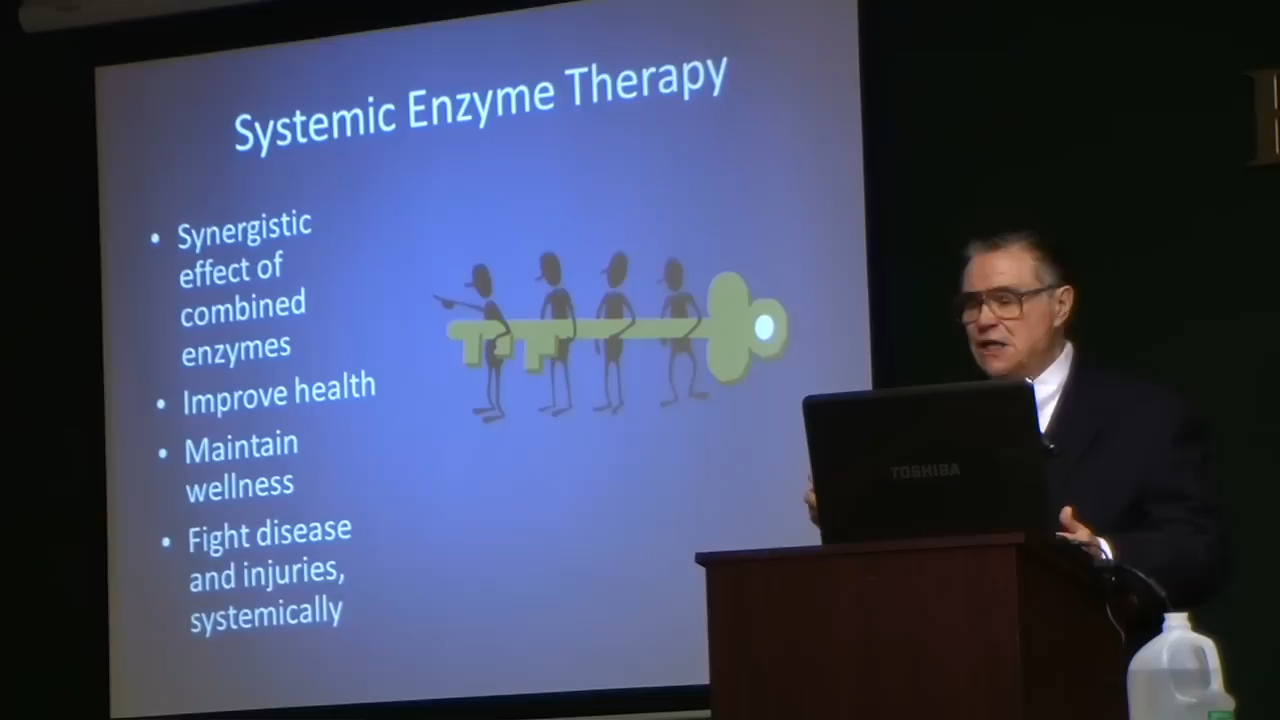 Systemic Enzyme Therapy
• Synergistic
effect of
combined
enzymes
• Improve health
• Maintain
wellness
• Fight disease
and injuries,
systemically
TOSHIBA